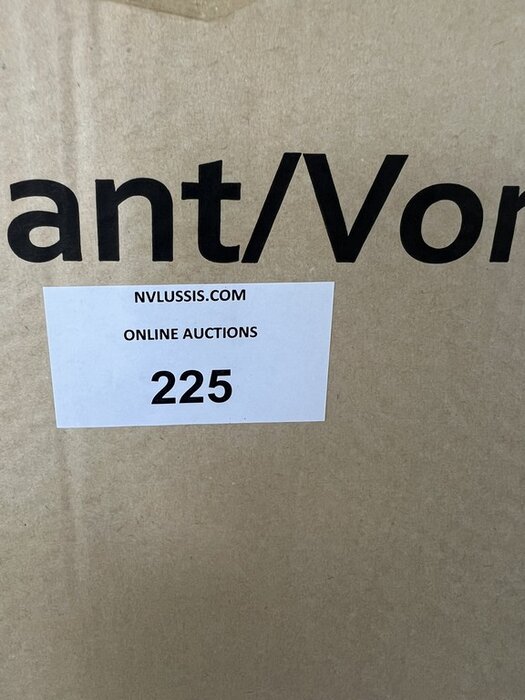 ant/Vor
NVLUSSIS.COM
ONLINE AUCTIONS
225